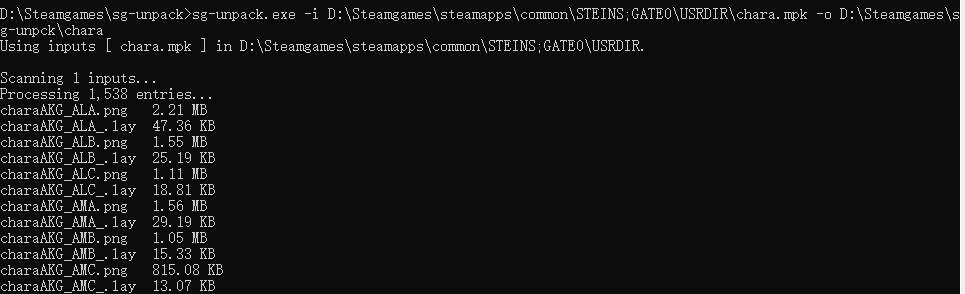 D:\Steamgames\sg-unpack>sg-unpack.exe -i D:\Steamgames\steamapps\common\STEINS;GATE0\USRDIR\chara.mpk -o D:\Steamgames\s
g-unpck\chara
Using inputs [ chara.mpk ] in D:\Steamgames\steamapps\common\STEINS;GATE0\USRDIR.
Scanning 1 inputs...
Processing 1,538 entries...
charaAKG_ALA.png 2.21 MB
charaAKG_ALA_.lay 47.36 KB
charaAKG_ALB.png 1.55 MB
charaAKG_ALB_.lay 25.19 KB
charaAKG_ALC.png 1.11 MB
charaAKG_ALC_.lay 18.81 KB
charaAKG_AMA.png 1.56 MB
charaAKG_AMA_.lay 29.19 KB
charaAKG_AMB.png 1.05 MB
charaAKG_AMB_.lay 15.33 KB
charaAKG_AMC.png 815.08 KB
charaAKG_AMC_.lay 13.07 KB